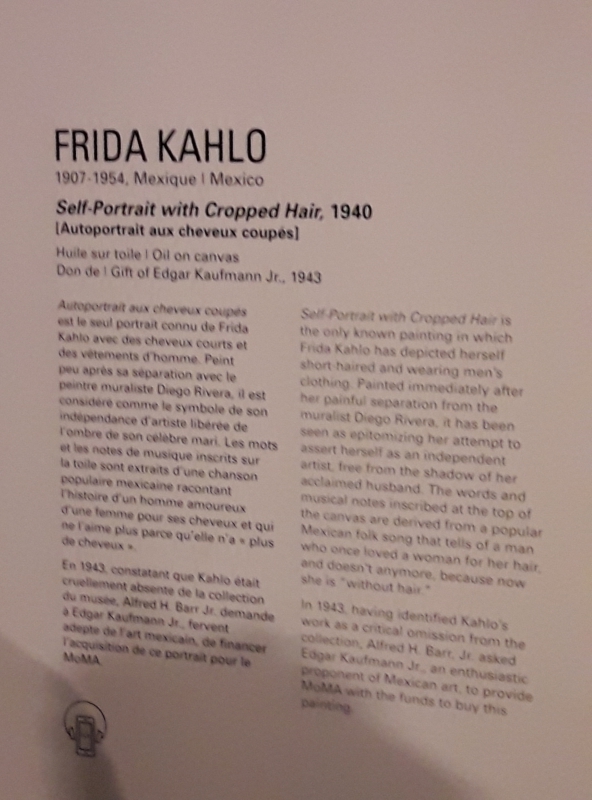 FRIDA KAHLO
1907-1954, Mexique | Mexico
Self-Portrait with Cropped Hair, 1940
[Autoportrait aux cheveux coupés]
Huile sur toile | Oil on canvas
Don de | Gift of Edgar Kaufmann Jr., 1943
Autoportrait aux cheveux coupés
est le seul portrait connu de Frida
Kahlo avec des cheveux courts et
des vêtements d'homme. Peint
peu après sa séparation avec le
peintre muraliste Diego Rivera, il est
considéré comme le symbole de son
indépendance d'artiste libérée de
l'ombre de son célèbre mari. Les mots
et les notes de musique inscrits sur
la toile sont extraits d'une chanson
populaire mexicaine racontant
l'histoire d'un homme amoureux
d'une femme pour ses cheveux et qui
ne l'aime plus parce qu'elle n'a « plus
de cheveux ».
En 1943, constatant que Kahlo était
cruellement absente de la collection
du musée, Alfred H. Barr Jr. demande
à Edgar Kaufmann Jr., fervent
adepte de l'art mexicain, de financer
l'acquisition de ce portrait pour le
MoMA.
Self-Portrait with Cropped Hair is
the only known painting in which
Frida Kahlo has depicted herself
short-haired and wearing men's
clothing. Painted immediately after
her painful separation from the
muralist Diego Rivera, it has been
seen as epitomizing her attempt to
assert herself as an independent
artist, free from the shadow of her
acclaimed husband. The words and
musical notes inscribed at the top of
the canvas are derived from a popular
Mexican folk song that tells of a man
who once loved a woman for her hair,
and doesn't anymore, because now
she is "without hair."
In 1943, having identified Kahlo's
work as a critical omission from the
collection, Alfred H. Barr, Jr. asked
Edgar Kaufmann Jr., an enthusiastic
proponent of Mexican art, to provide
MoMA with the funds to buy this
painting.